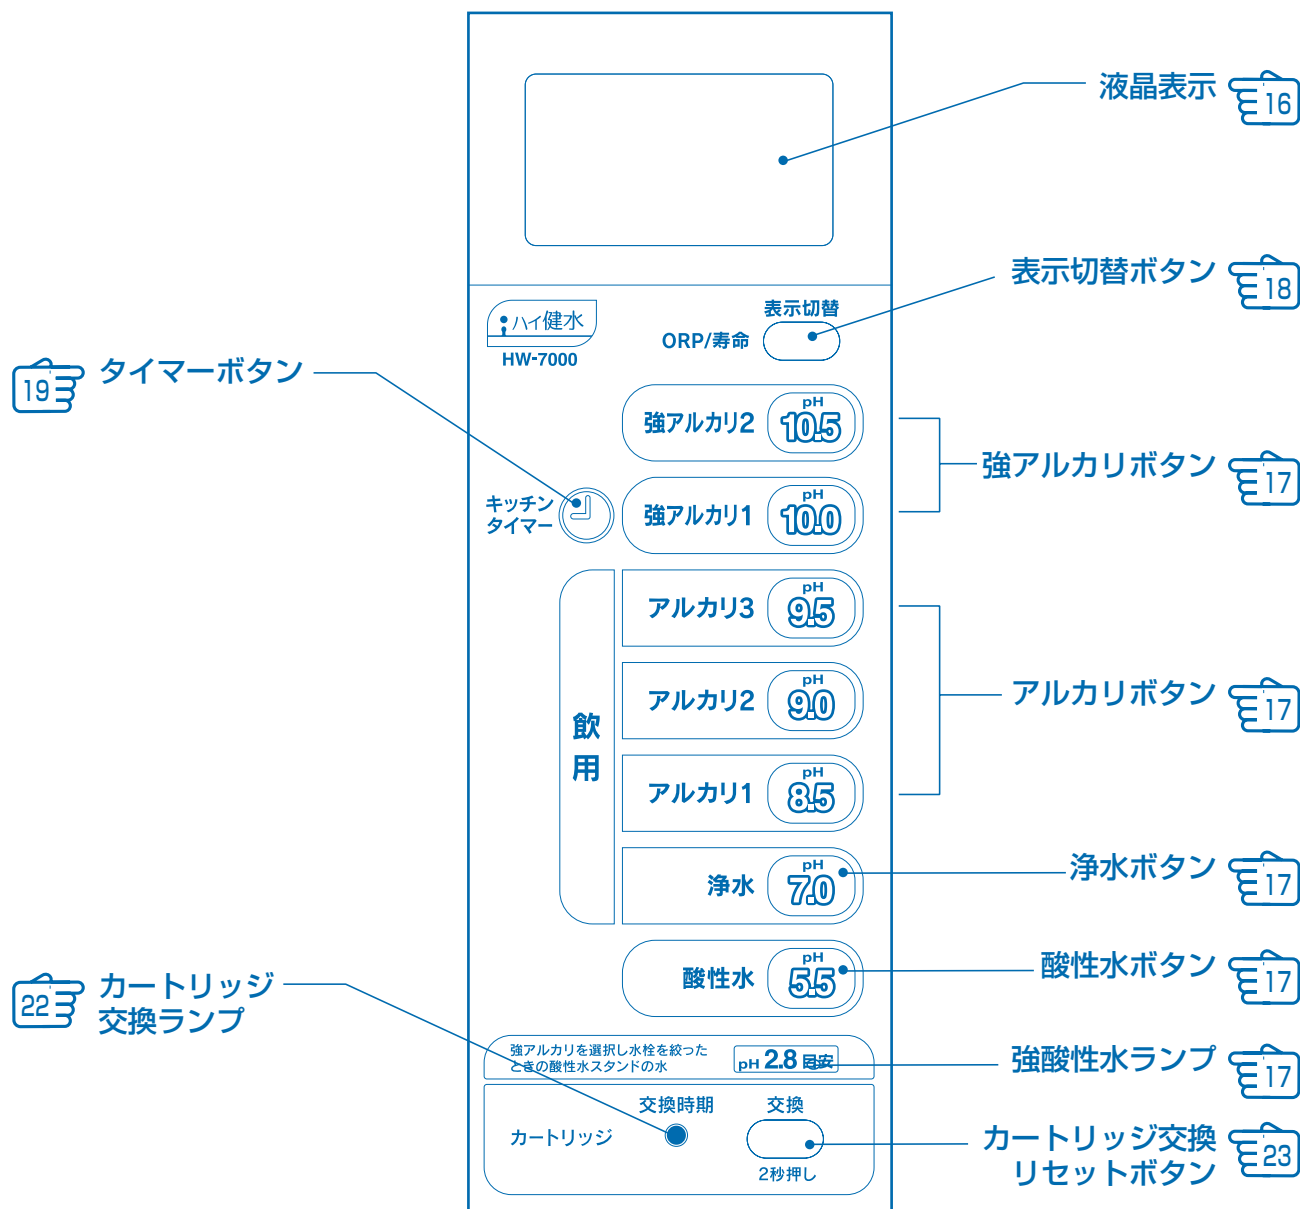 液晶表示 16
表示切替ボタン 18
表示切替
ハイ健水
ORP/寿命
HW-7000
タイマーボタン
19
強アルカリ2 pH 10.5
強アルカリボタン 17
キッチン
タイマー
強アルカリ1 pH 10.0
アルカリ3 pH 9.5
アルカリ2 pH 9.0
アルカリボタン 17
飲用
アルカリ1 pH 8.5
浄水 pH 7.0
浄水ボタン 17
酸性水 pH 5.5
酸性水ボタン 17
22
カートリッジ
交換ランプ
強アルカリを選択し水栓を絞った
ときの酸性水スタンドの水
pH 2.8 目安
強酸性水ランプ 17
交換時期
交換
カートリッジ
2秒押し
カートリッジ交換
リセットボタン
23